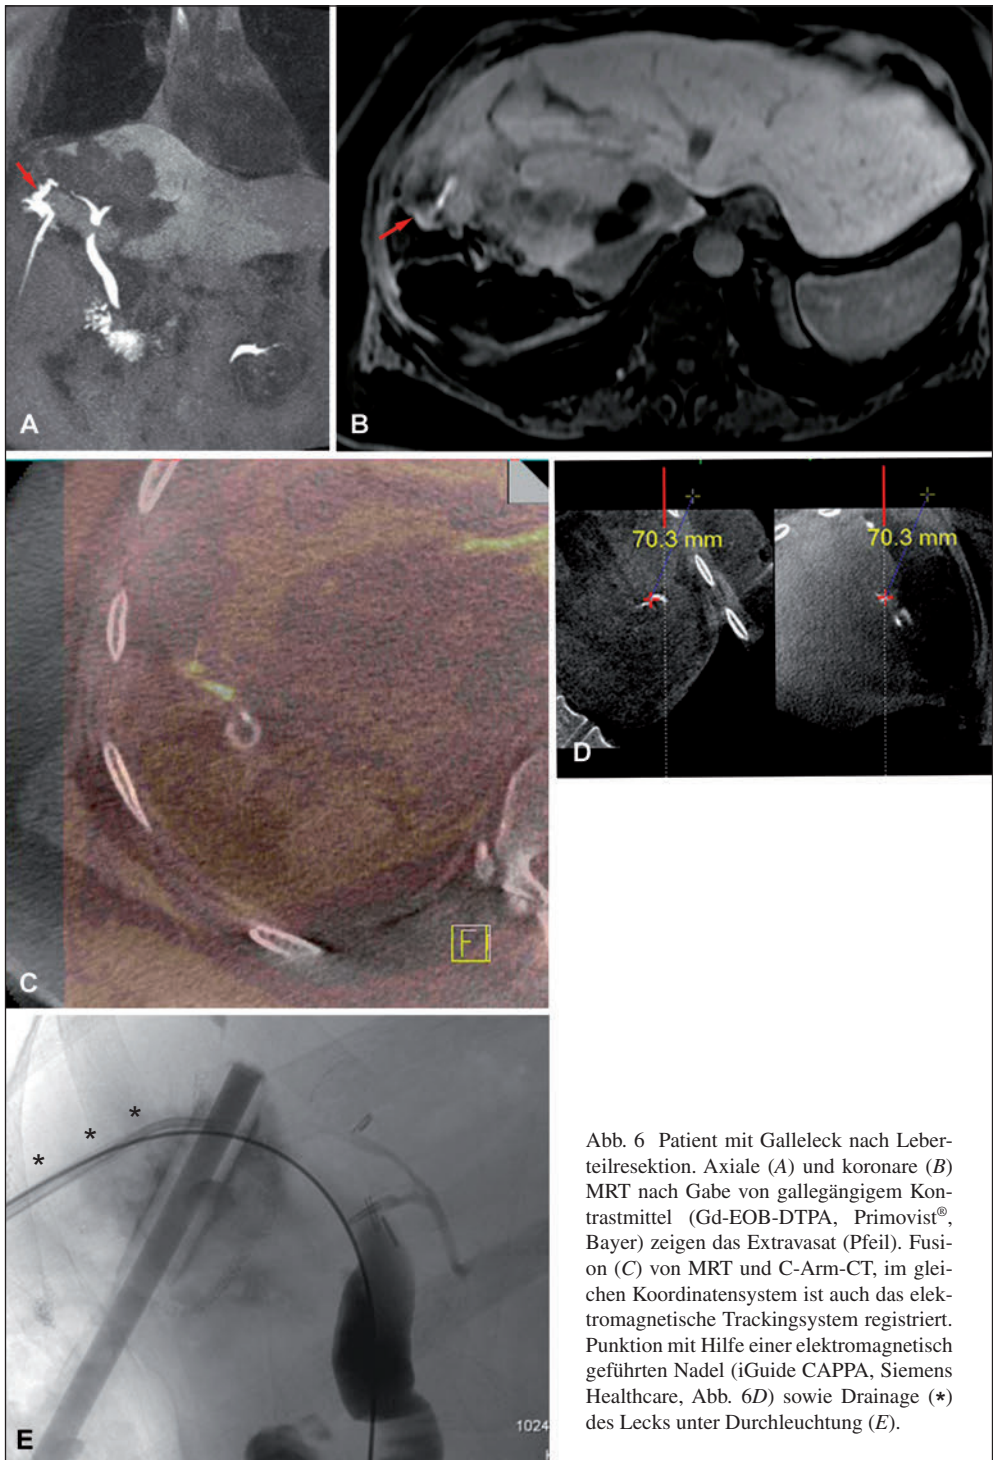 A
B
C
F
70.3 mm
70.3 mm
D
*
*
*
1024
E
Abb. 6 Patient mit Galleleck nach Leber-
teilresektion. Axiale (A) und koronare (B)
MRT nach Gabe von gallegängigem Kon-
trastmittel (Gd-EOB-DTPA, Primovist®,
Bayer) zeigen das Extravasat (Pfeil). Fusi-
on (C) von MRT und C-Arm-CT, im glei-
chen Koordinatensystem ist auch das elek-
tromagnetische Trackingsystem registriert.
Punktion mit Hilfe einer elektromagnetisch
geführten Nadel (iGuide CAPPA, Siemens
Healthcare, Abb. 6D) sowie Drainage (*)
des Lecks unter Durchleuchtung (E).